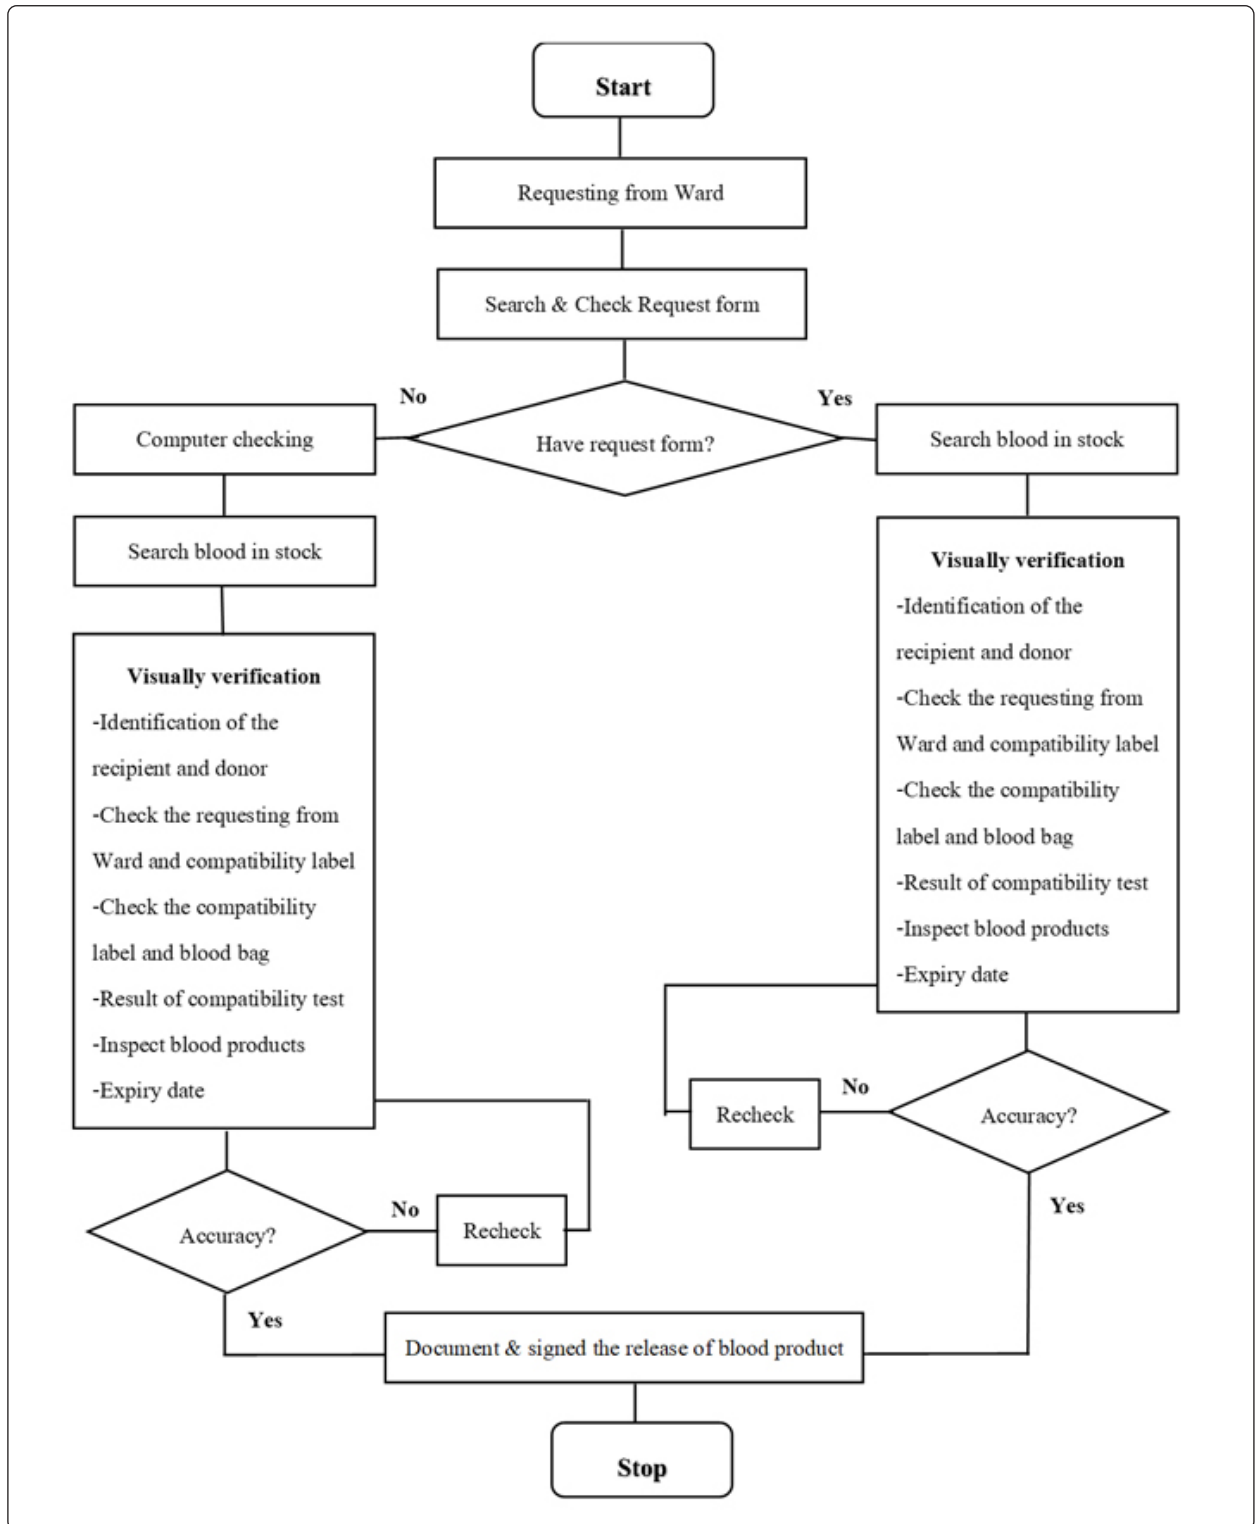 Start
Requesting from Ward
Search & Check Request form
No
Yes
Have request form?
Computer checking
Search blood in stock
Visually verification
-Identification of the
recipient and donor
-Check the requesting from
Ward and compatibility label
-Check the compatibility
label and blood bag
-Result of compatibility test
-Inspect blood products
-Expiry date
Accuracy?
No
Recheck
Yes
Search blood in stock
Visually verification
-Identification of the
recipient and donor
-Check the requesting from
Ward and compatibility label
-Check the compatibility
label and blood bag
-Result of compatibility test
-Inspect blood products
-Expiry date
Recheck
No
Accuracy?
Yes
Document & signed the release of blood product
Stop